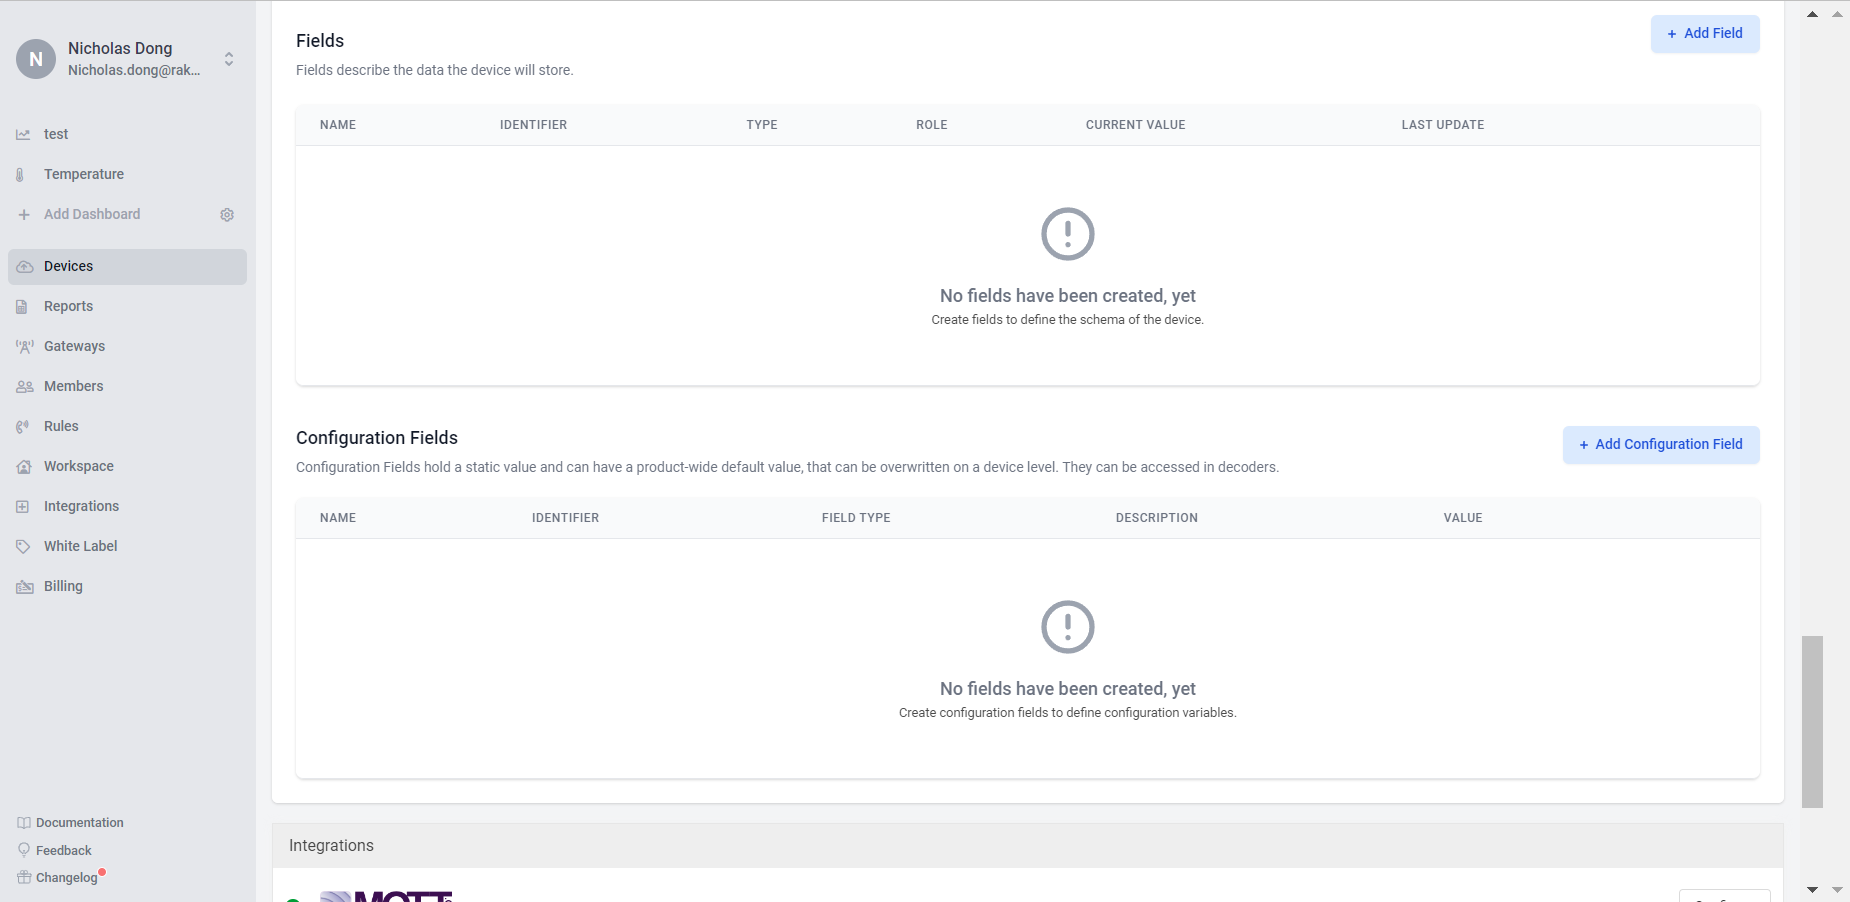 N
Nicholas Dong
Nicholas.dong@rak...
test
Temperature
Add Dashboard
Devices
Reports
Gateways
Members
Rules
Workspace
Integrations
White Label
Billing
Documentation
Feedback
Changelog
Fields
+ Add Field
Fields describe the data the device will store.
NAME IDENTIFIER TYPE ROLE CURRENT VALUE LAST UPDATE
No fields have been created, yet
Create fields to define the schema of the device.
Configuration Fields
+ Add Configuration Field
Configuration Fields hold a static value and can have a product-wide default value, that can be overwritten on a device level. They can be accessed in decoders.
NAME IDENTIFIER FIELD TYPE DESCRIPTION VALUE
No fields have been created, yet
Create configuration fields to define configuration variables.
Integrations